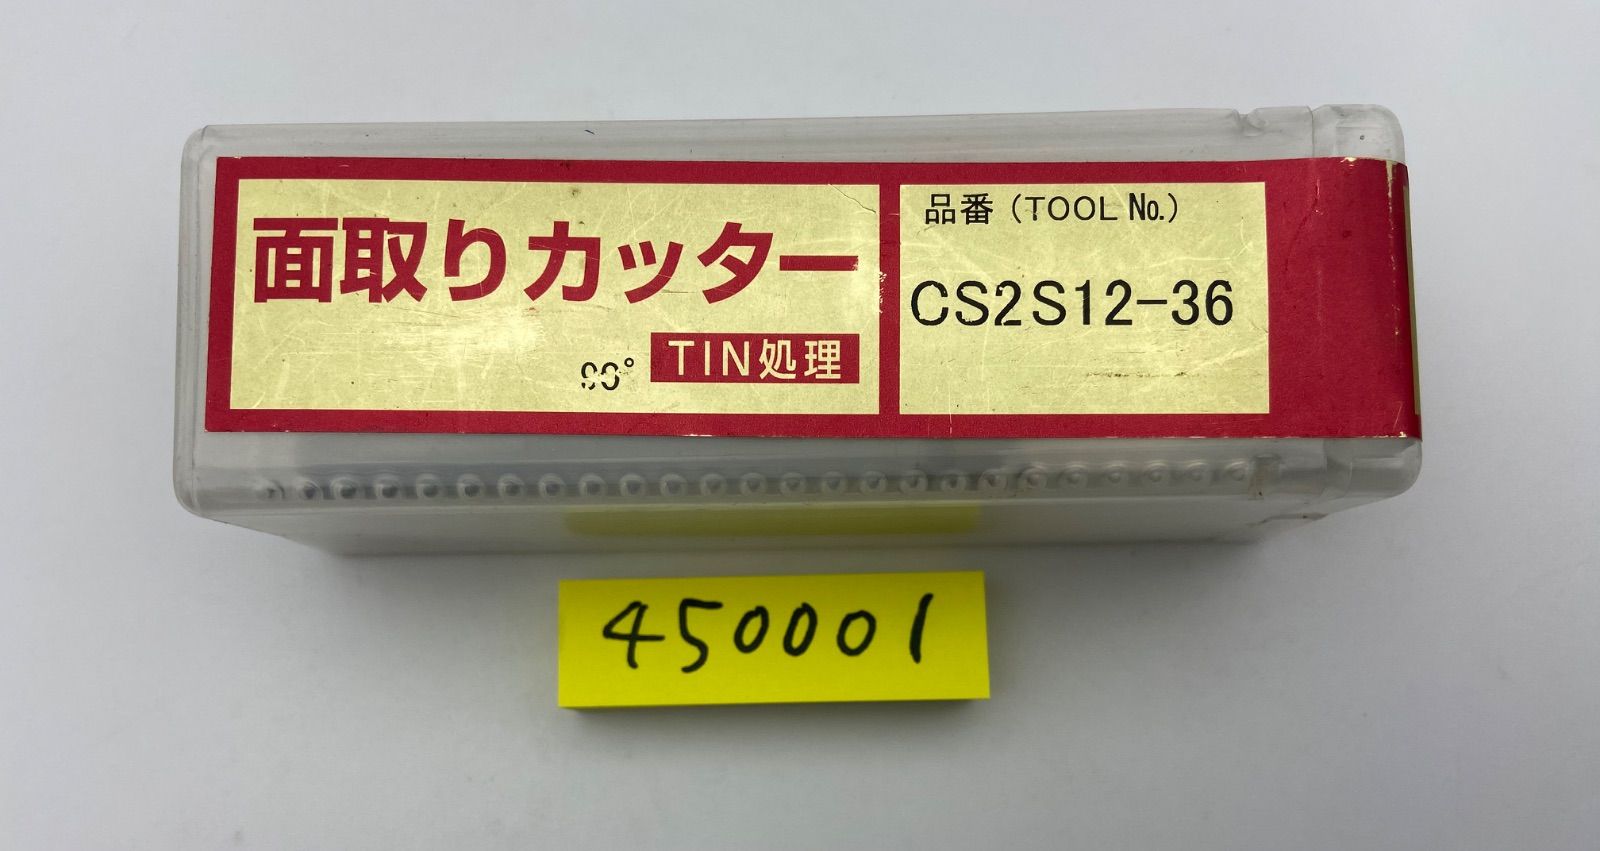 面取りカッター
90° TIN処理
品番 (TOOL №.)
CS2S12-36
450001